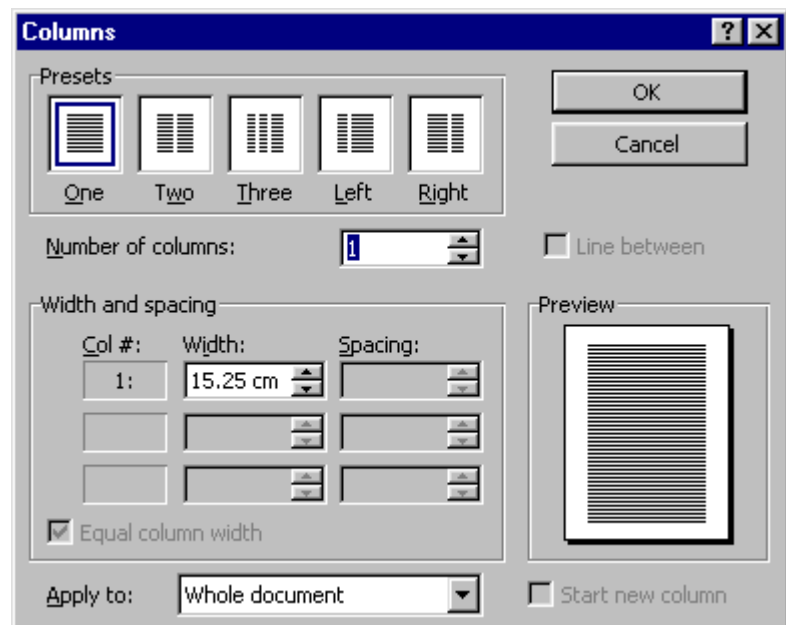 Columns
Presets
OK
Cancel
One Two Three Left Right
Number of columns: 1 Line between
Width and spacing Preview
Col #: Width: Spacing:
1: 15.25 cm
Equal column width
Apply to: Whole document Start new column